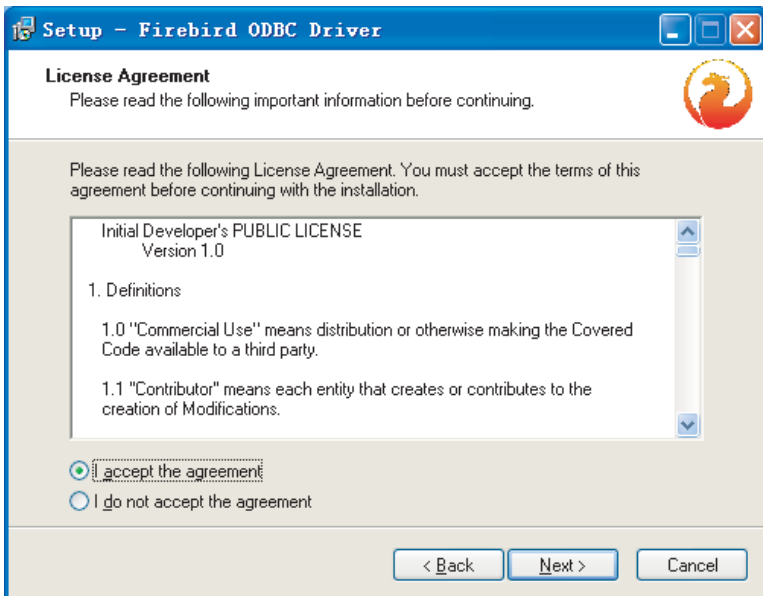 Setup - Firebird ODBC Driver
License Agreement
Please read the following important information before continuing.
Please read the following License Agreement. You must accept the terms of this
agreement before continuing with the installation.
Initial Developer's PUBLIC LICENSE
Version 1.0
1. Definitions
1.0 "Commercial Use" means distribution or otherwise making the Covered
Code available to a third party.
1.1 "Contributor" means each entity that creates or contributes to the
creation of Modifications.
I accept the agreement
I do not accept the agreement
< Back
Next >
Cancel